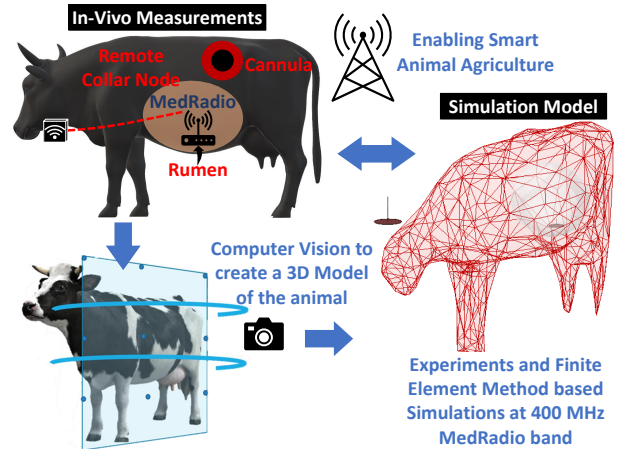 In-Vivo Measurements
Remote
Collar Node
Cannula
MedRadio
Rumen
Enabling Smart
Animal Agriculture
Simulation Model
Computer Vision to
create a 3D Model
of the animal
Experiments and Finite
Element Method based
Simulations at 400 MHz
MedRadio band